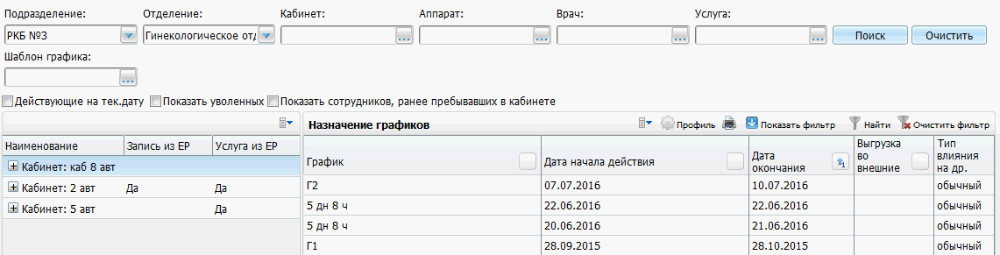 Подразделение: Отделение: Кабинет: Аппарат: Врач: Услуга:
РКБ №3 Гинекологическое отд ... ... ... ... Поиск Очистить
Шаблон графика:
...
Действующие на тек.дату Показать уволенных Показать сотрудников, ранее пребывавших в кабинете
Назначение графиков Профиль Показать фильтр Найти Очистить фильтр
Наименование Запись из ЕР Услуга из ЕР
График Дата начала действия Дата окончания Выгрузка во внешние Тип влияния на др.
Кабинет: каб 8 авт
Кабинет: 2 авт Да Да
Кабинет: 5 авт Да
Г2 07.07.2016 10.07.2016 обычный
5 дн 8 ч 22.06.2016 22.06.2016 обычный
5 дн 8 ч 20.06.2016 21.06.2016 обычный
Г1 28.09.2015 28.10.2015 обычный